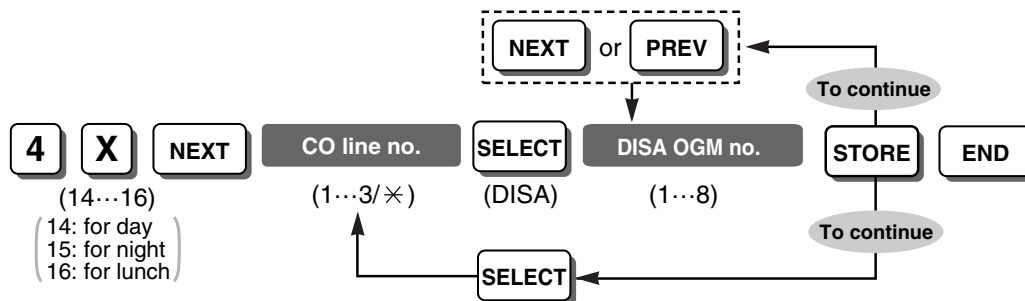 NEXT or PREV
To continue
4 X NEXT CO line no. SELECT DISA OGM no. STORE END
(14⋯16) (1⋯3/✳) (DISA) (1⋯8)
14: for day
15: for night
16: for lunch
To continue
SELECT